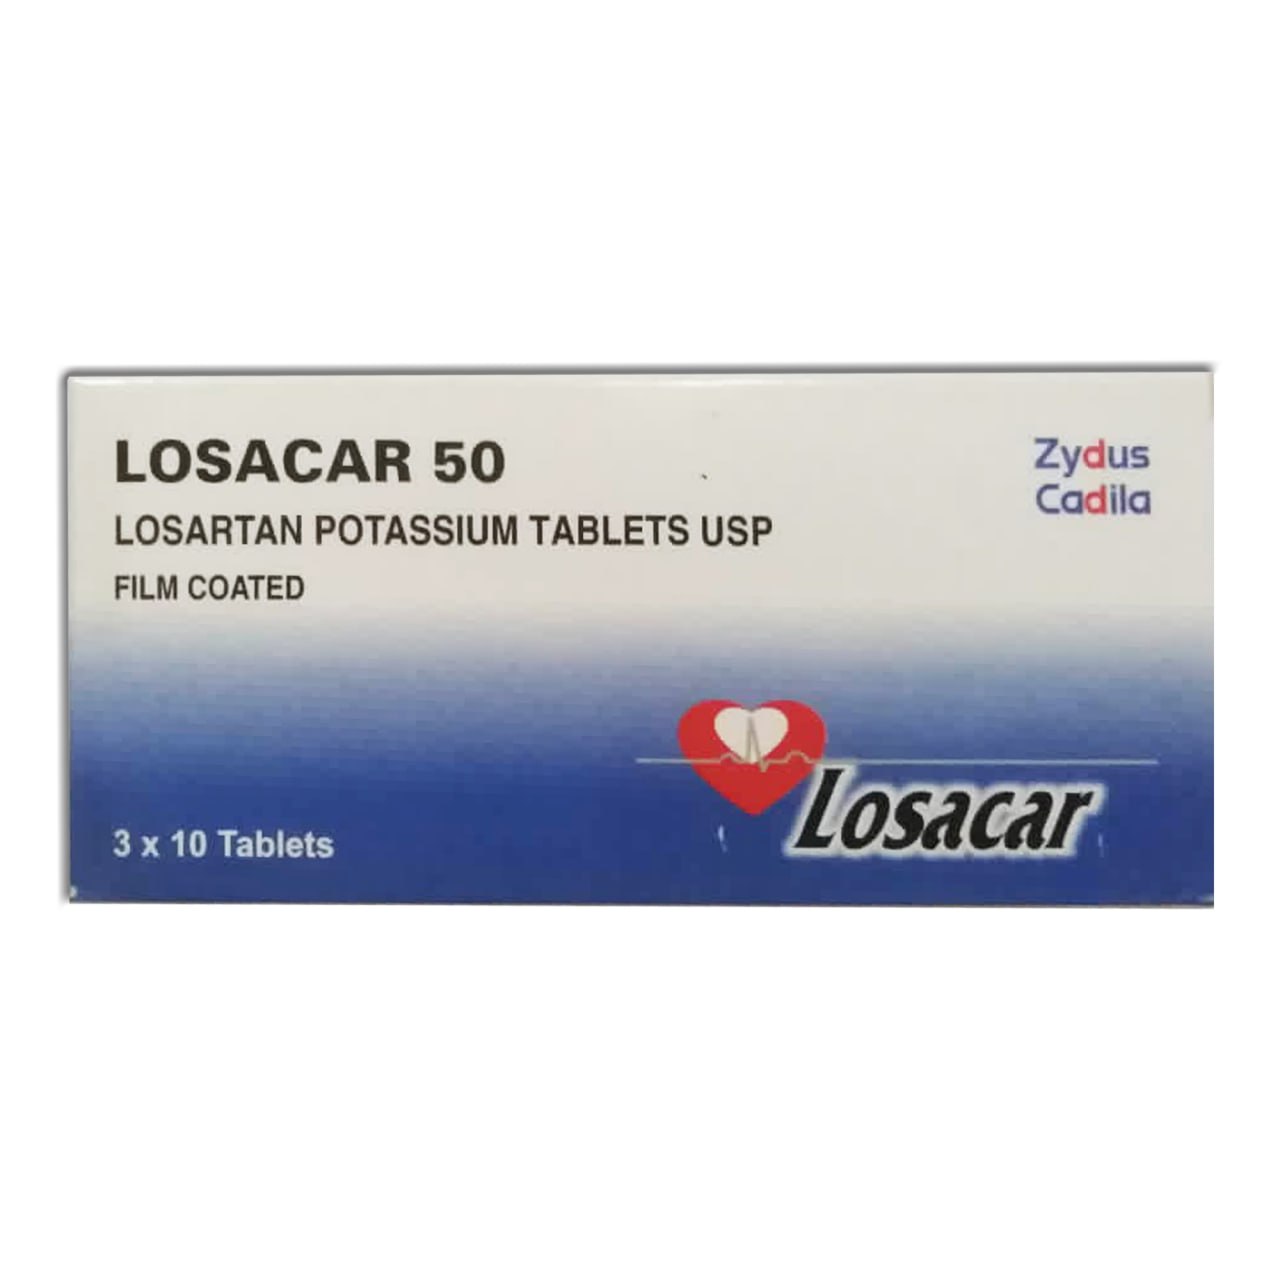 LOSACAR 50
LOSARTAN POTASSIUM TABLETS USP
FILM COATED
Zydus
Cadila
Losacar
3 x 10 Tablets